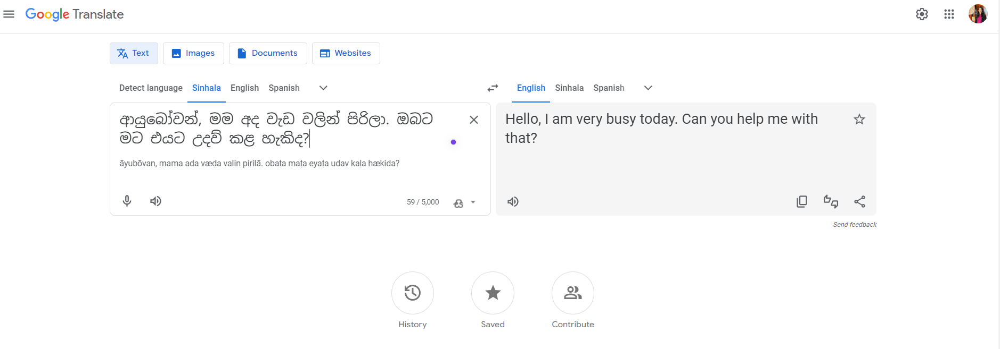 Google Translate
Text
Images
Documents
Websites
Detect language
Sinhala
English
Spanish
English
Sinhala
Spanish
ආයුබෝවන්, මම අද වැඩ වලින් පිරිලා. ඔබට
මට එයට උදව් කළ හැකිද?
āyubōvan, mama ada væḍa valin pirilā. obaṭa maṭa eyaṭa udav kaḷa hækida?
59 / 5,000
Hello, I am very busy today. Can you help me with
that?
Send feedback
History
Saved
Contribute